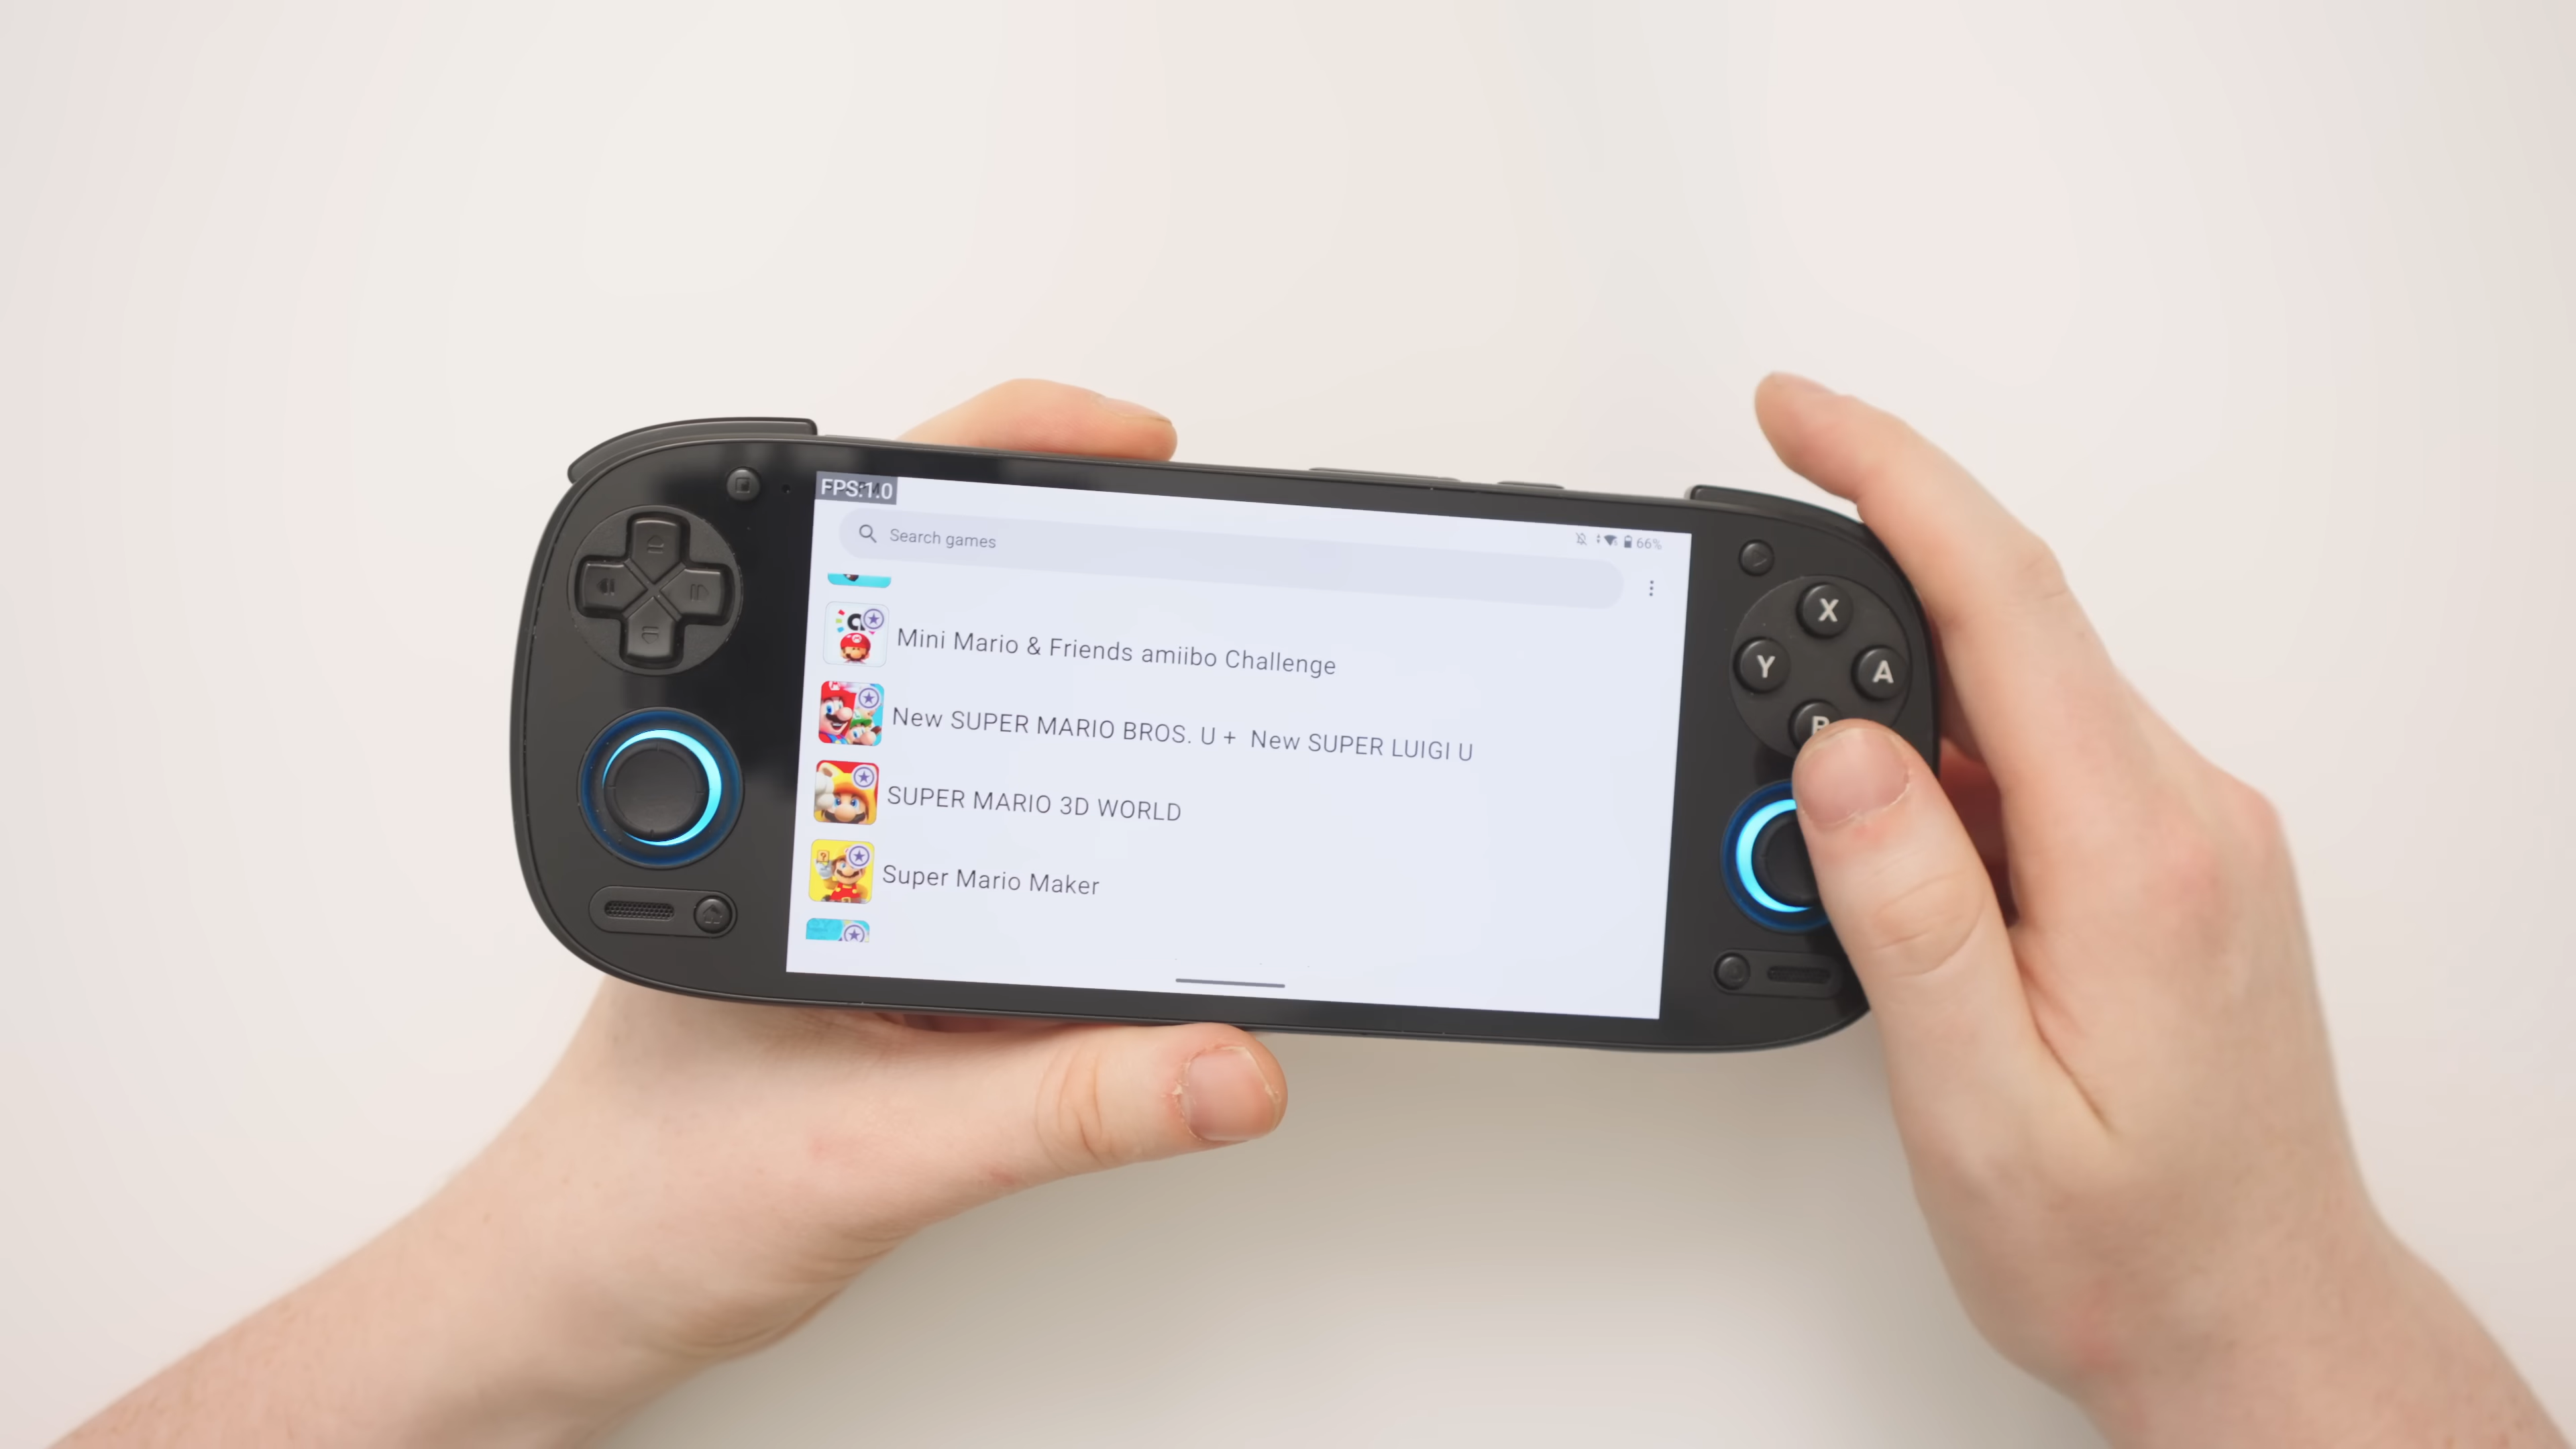 FPS:1.0
66%
Search games
Mini Mario & Friends amiibo Challenge
New SUPER MARIO BROS. U + New SUPER LUIGI U
SUPER MARIO 3D WORLD
Super Mario Maker
X
Y
A
B